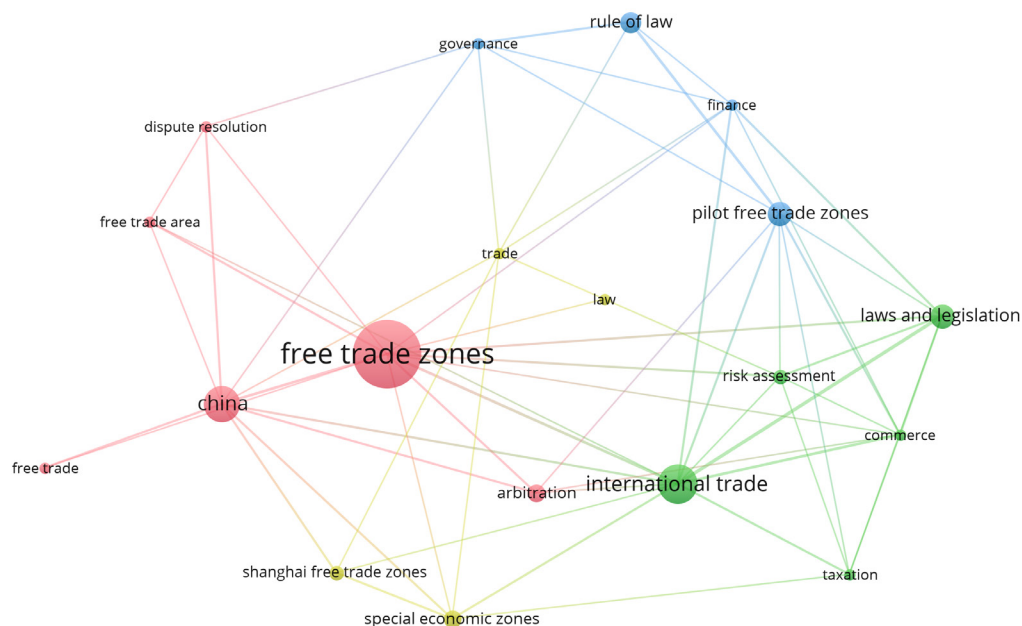 rule of law
governance
finance
dispute resolution
pilot free trade zones
free trade area
trade
law
laws and legislation
free trade zones
risk assessment
china
commerce
free trade
international trade
arbitration
shanghai free trade zones
taxation
special economic zones